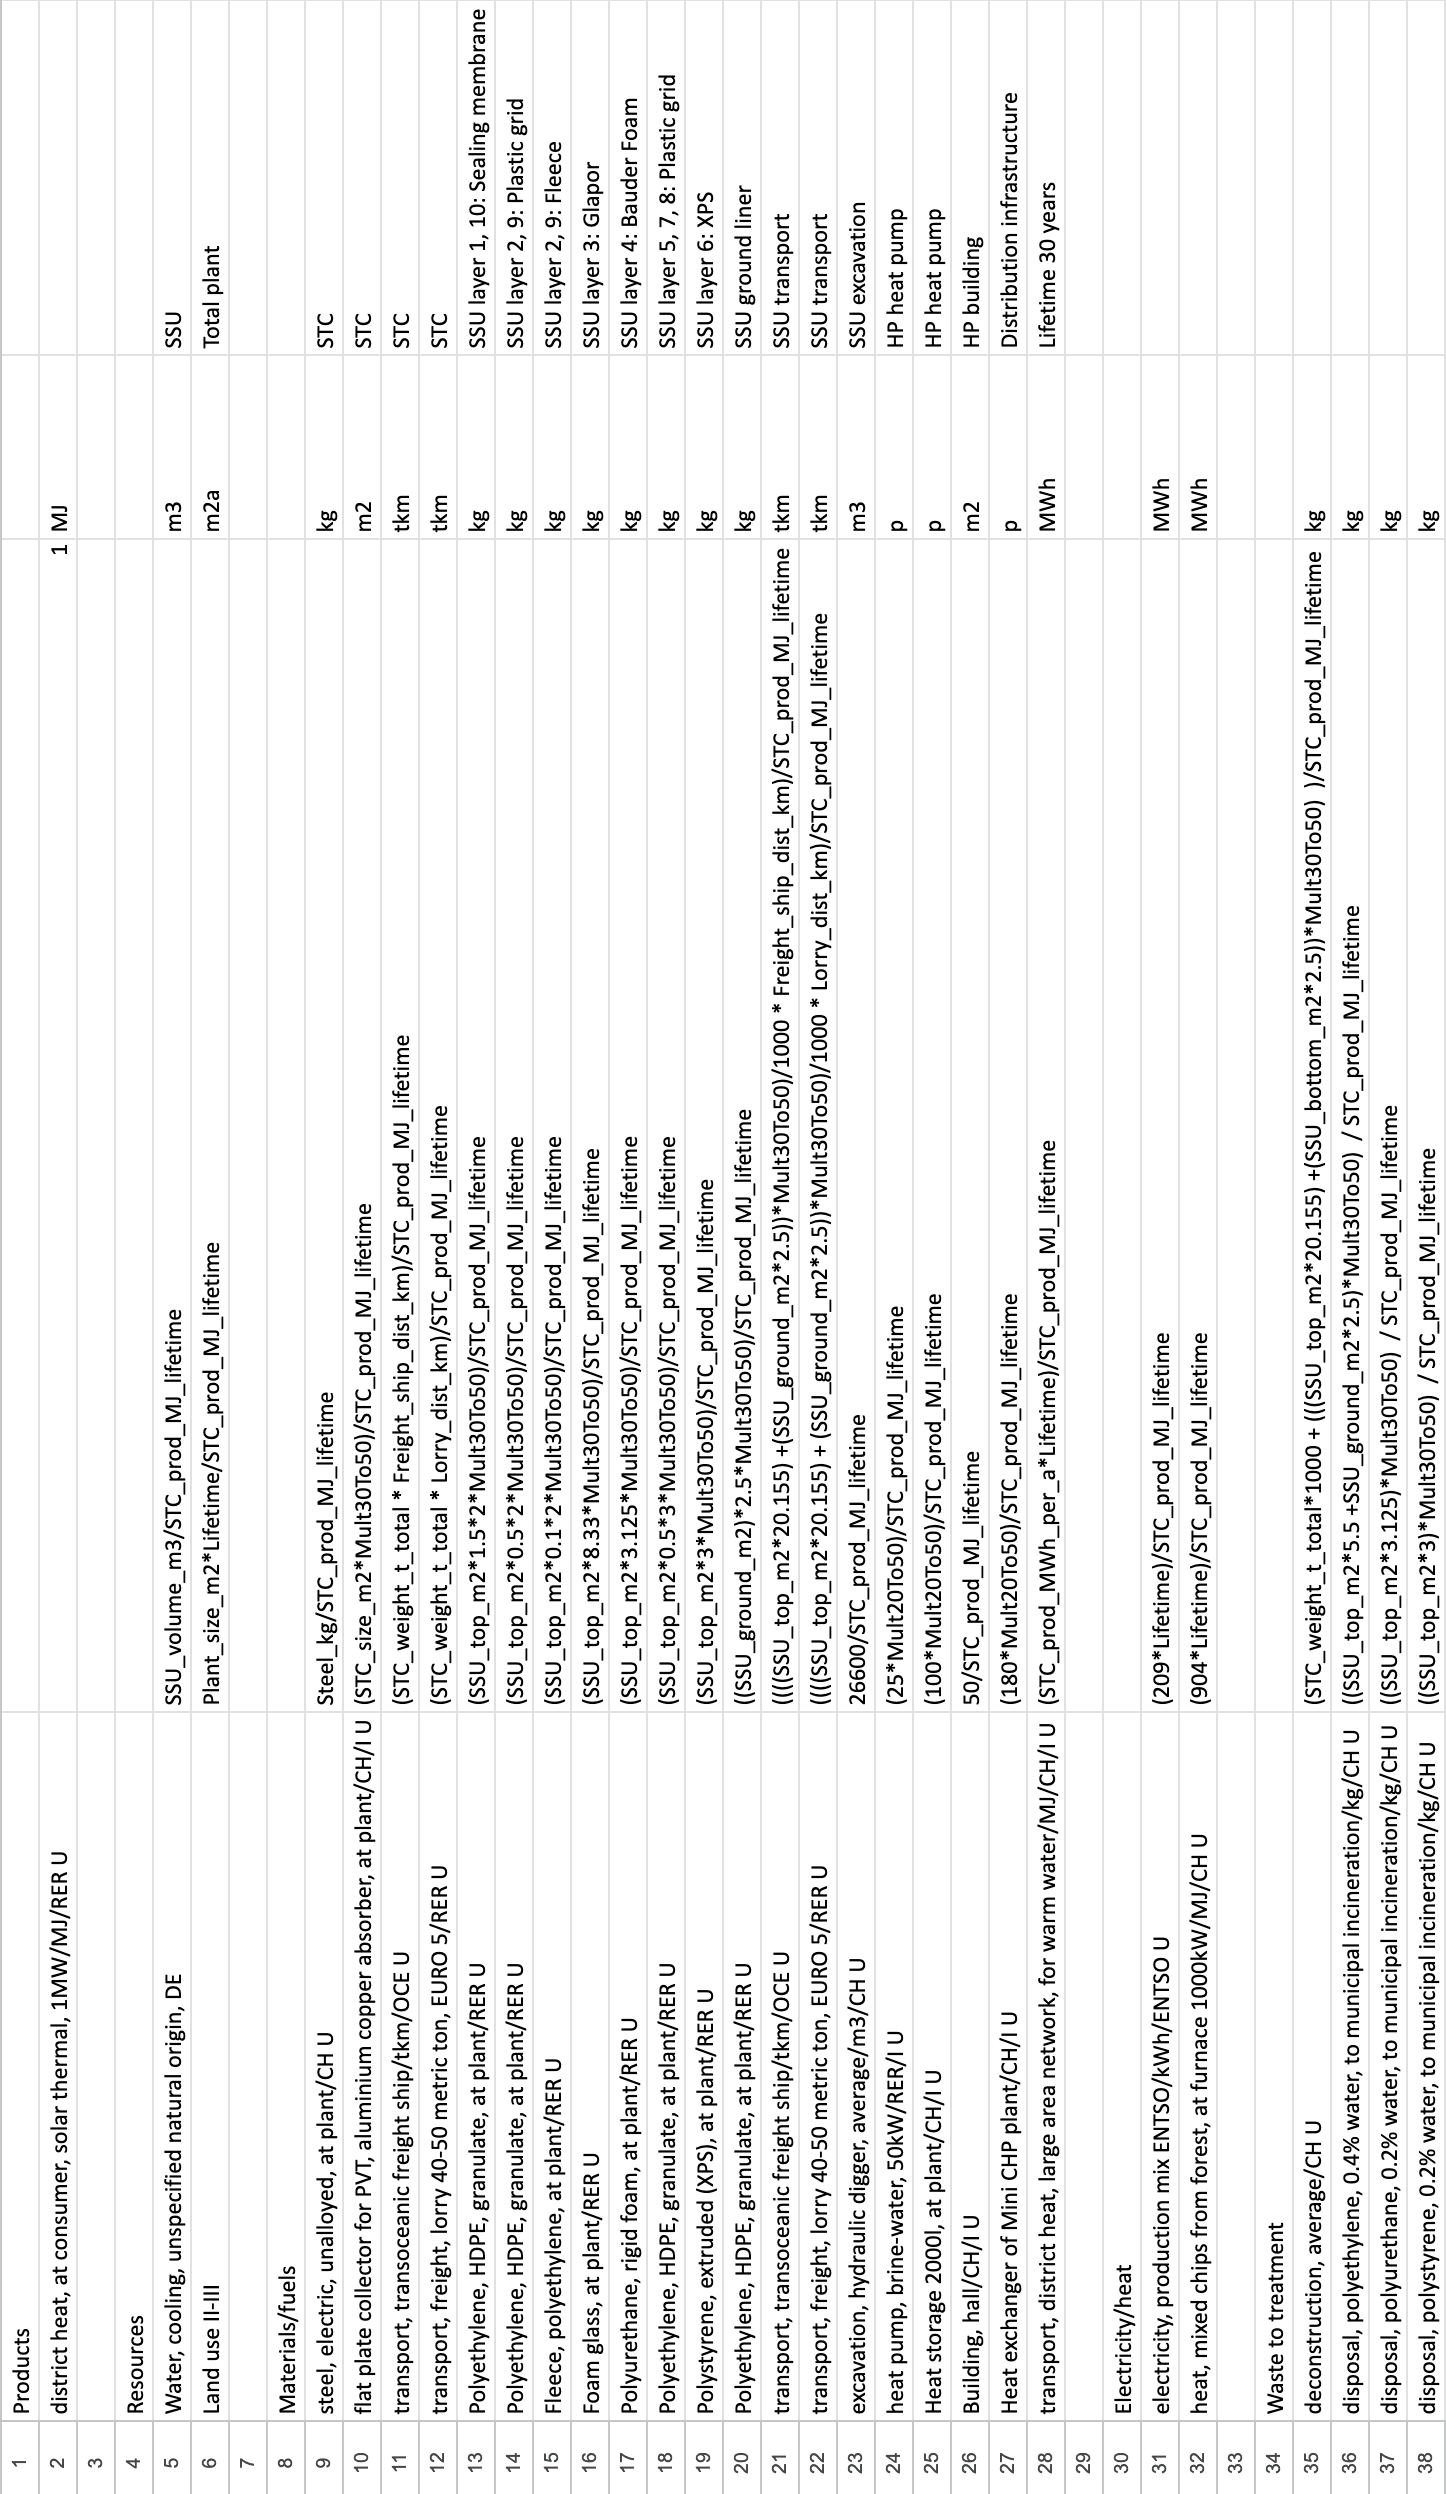 1 Products
2 district heat, at consumer, solar thermal, 1MW/MJ/RER U 1 MJ
3
4 Resources
5 Water, cooling, unspecified natural origin, DE SSU_volume_m3/STC_prod_MJ_lifetime m3 SSU
6 Land use II-III Plant_size_m2*Lifetime/STC_prod_MJ_lifetime m2a Total plant
7
8 Materials/fuels
9 steel, electric, unalloyed, at plant/CH U Steel_kg/STC_prod_MJ_lifetime kg STC
10 flat plate collector for PVT, aluminium copper absorber, at plant/CH/I U (STC_size_m2*Mult30To50)/STC_prod_MJ_lifetime m2 STC
11 transport, transoceanic freight ship/tkm/OCE U (STC_weight_t_total * Freight_ship_dist_km)/STC_prod_MJ_lifetime tkm STC
12 transport, freight, lorry 40-50 metric ton, EURO 5/RER U (STC_weight_t_total * Lorry_dist_km)/STC_prod_MJ_lifetime tkm STC
13 Polyethylene, HDPE, granulate, at plant/RER U (SSU_top_m2*1.5*2*Mult30To50)/STC_prod_MJ_lifetime kg SSU layer 1, 10: Sealing membrane
14 Polyethylene, HDPE, granulate, at plant/RER U (SSU_top_m2*0.5*2*Mult30To50)/STC_prod_MJ_lifetime kg SSU layer 2, 9: Plastic grid
15 Fleece, polyethylene, at plant/RER U (SSU_top_m2*0.1*2*Mult30To50)/STC_prod_MJ_lifetime kg SSU layer 2, 9: Fleece
16 Foam glass, at plant/RER U (SSU_top_m2*8.33*Mult30To50)/STC_prod_MJ_lifetime kg SSU layer 3: Glapor
17 Polyurethane, rigid foam, at plant/RER U (SSU_top_m2*3.125*Mult30To50)/STC_prod_MJ_lifetime kg SSU layer 4: Bauder Foam
18 Polyethylene, HDPE, granulate, at plant/RER U (SSU_top_m2*0.5*3*Mult30To50)/STC_prod_MJ_lifetime kg SSU layer 5, 7, 8: Plastic grid
19 Polystyrene, extruded (XPS), at plant/RER U (SSU_top_m2*3*Mult30To50)/STC_prod_MJ_lifetime kg SSU layer 6: XPS
20 Polyethylene, HDPE, granulate, at plant/RER U ((SSU_ground_m2)*2.5*Mult30To50)/STC_prod_MJ_lifetime kg SSU ground liner
21 transport, transoceanic freight ship/tkm/OCE U ((((SSU_top_m2*20.155) +(SSU_ground_m2*2.5))*Mult30To50)/1000 * Freight_ship_dist_km)/STC_prod_MJ_lifetime tkm SSU transport
22 transport, freight, lorry 40-50 metric ton, EURO 5/RER U ((((SSU_top_m2*20.155) + (SSU_ground_m2*2.5))*Mult30To50)/1000 * Lorry_dist_km)/STC_prod_MJ_lifetime tkm SSU transport
23 excavation, hydraulic digger, average/m3/CH U 26600/STC_prod_MJ_lifetime m3 SSU excavation
24 heat pump, brine-water, 50kW/RER/I U (25*Mult20To50)/STC_prod_MJ_lifetime p HP heat pump
25 Heat storage 2000l, at plant/CH/I U (100*Mult20To50)/STC_prod_MJ_lifetime p HP heat pump
26 Building, hall/CH/I U 50/STC_prod_MJ_lifetime m2 HP building
27 Heat exchanger of Mini CHP plant/CH/I U (180*Mult20To50)/STC_prod_MJ_lifetime p Distribution infrastructure
28 transport, district heat, large area network, for warm water/MJ/CH/I U (STC_prod_MWh_per_a*Lifetime)/STC_prod_MJ_lifetime MWh Lifetime 30 years
29
30 Electricity/heat
31 electricity, production mix ENTSO/kWh/ENTSO U (209*Lifetime)/STC_prod_MJ_lifetime MWh
32 heat, mixed chips from forest, at furnace 1000kW/MJ/CH U (904*Lifetime)/STC_prod_MJ_lifetime MWh
33
34 Waste to treatment
35 deconstruction, average/CH U (STC_weight_t_total*1000 + (((SSU_top_m2*20.155) +(SSU_bottom_m2*2.5))*Mult30To50) )/STC_prod_MJ_lifetime kg
36 disposal, polyethylene, 0.4% water, to municipal incineration/kg/CH U ((SSU_top_m2*5.5 +SSU_ground_m2*2.5)*Mult30To50) / STC_prod_MJ_lifetime kg
37 disposal, polyurethane, 0.2% water, to municipal incineration/kg/CH U ((SSU_top_m2*3.125)*Mult30To50) / STC_prod_MJ_lifetime kg
38 disposal, polystyrene, 0.2% water, to municipal incineration/kg/CH U ((SSU_top_m2*3)*Mult30To50) / STC_prod_MJ_lifetime kg